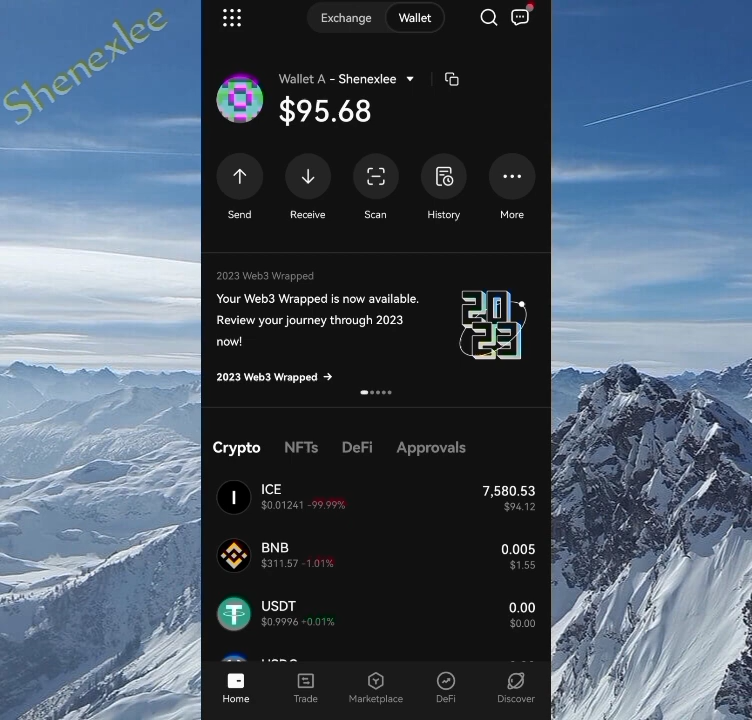 Shenexlee
Exchange Wallet
Wallet A - Shenexlee
$95.68
Send Receive Scan History More
2023 Web3 Wrapped
Your Web3 Wrapped is now available.
Review your journey through 2023
now!
2023
2023 Web3 Wrapped →
Crypto NFTs DeFi Approvals
ICE 7,580.53
$0.01241 -99.99% $94.12
BNB 0.005
$311.57 -1.01% $1.55
USDT 0.00
$0.9996 +0.01% $0.00
Home Trade Marketplace DeFi Discover